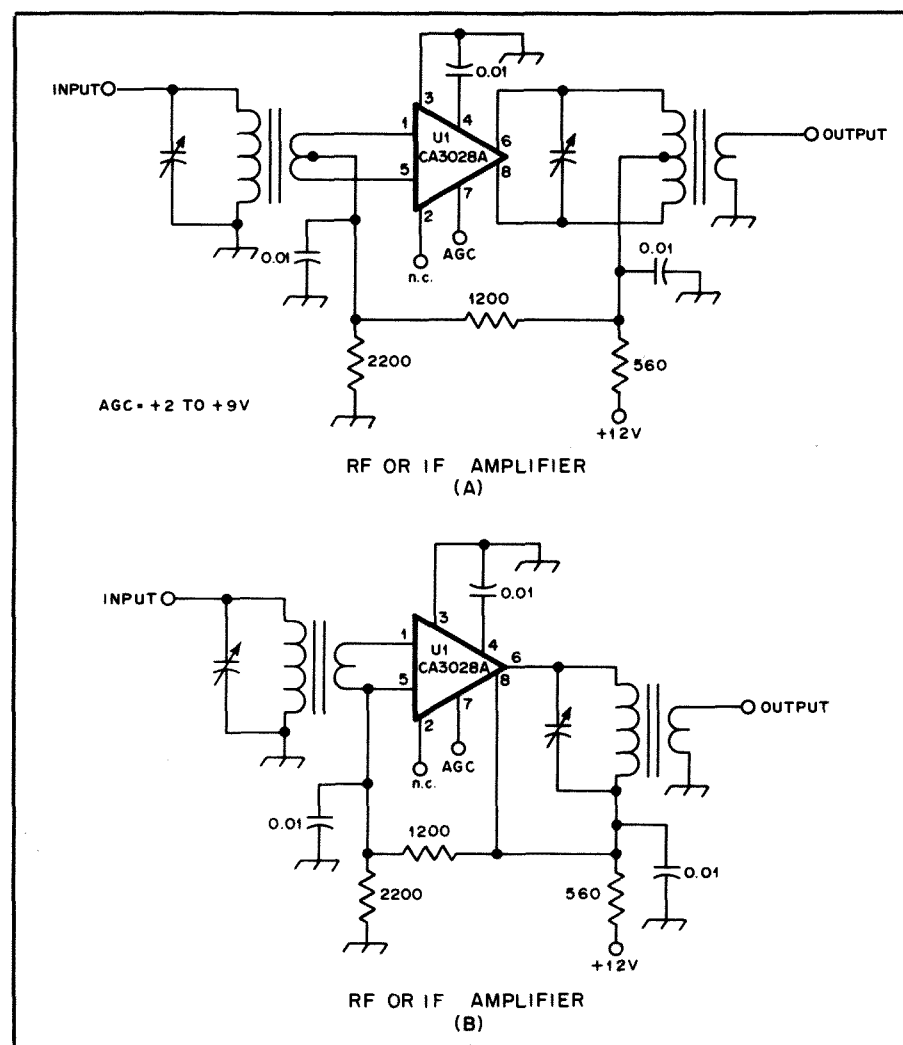 0.01
INPUT
3
4
1
U1
6
CA3028A
8
5
7
2
OUTPUT
0.01
AGC
n.c.
0.01
1200
2200
560
AGC = +2 TO +9V
+12V
RF OR IF AMPLIFIER
(A)
INPUT
3
0.01
4
1
U1
6
CA3028A
8
5
7
2
OUTPUT
AGC
n.c.
0.01
1200
0.01
2200
560
+12V
RF OR IF AMPLIFIER
(B)